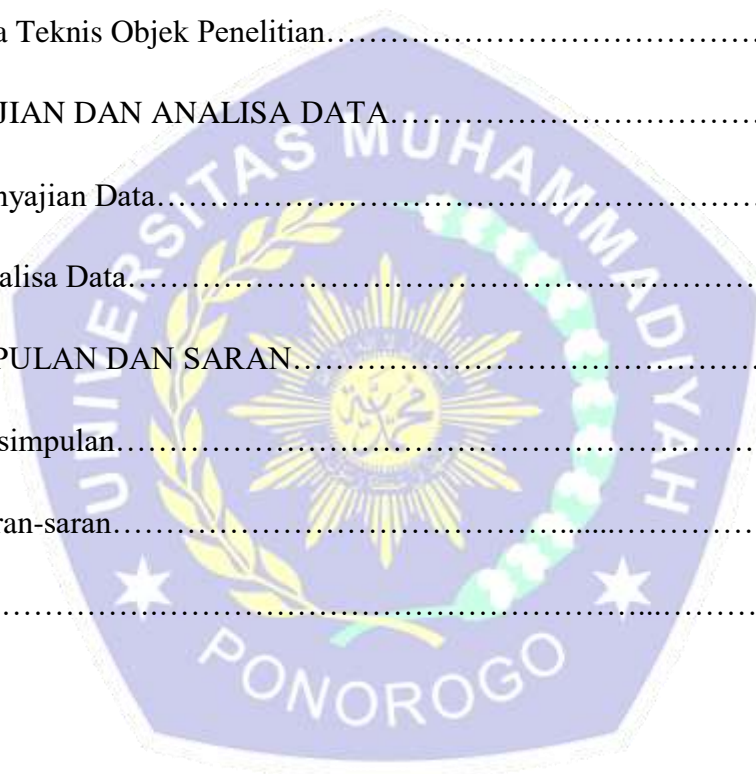 a Teknis Objek Penelitian……………………………………
JIAN DAN ANALISA DATA………………………………
nyajian Data……………………………………………………
alisa Data………………………………………………………
PULAN DAN SARAN…………………………………………
simpulan…………………………………………………………
ran-saran……………………………………......……………
……………………………………………………...…………
UNIVERSITAS MUHAMMADIYAH
PONOROGO